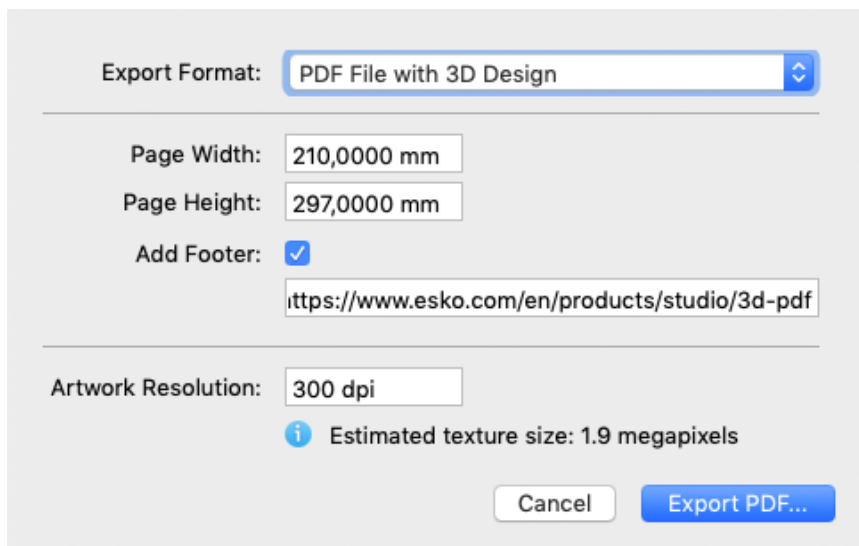 Export Format: PDF File with 3D Design
Page Width: 210,0000 mm
Page Height: 297,0000 mm
Add Footer:
ttps://www.esko.com/en/products/studio/3d-pdf
Artwork Resolution: 300 dpi
Estimated texture size: 1.9 megapixels
Cancel Export PDF...